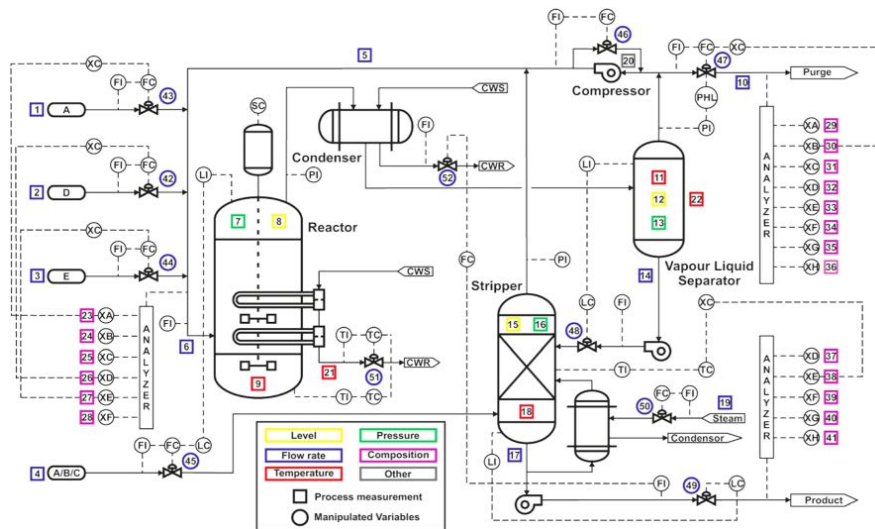 FI FC 46
5
FI FC XC 47
20
Compressor
10 Purge
XC
FI FC 43
1 A
SC
CWS
FI
Condenser
CWR
52
PHL
PI
XC
FI FC 42
2 D
LI
PI
LI
7 8
Reactor
11
12 22
13
Vapour Liquid
Separator
14
ANALYZER
XA 29
XB 30
XC 31
XD 32
XE 33
XF 34
XG 35
XH 36
XC
FI FC 44
3 E
CWS
FC
PI
Stripper
LC FI
XC
48
15 16
23 XA
24 XB
25 XC
26 XD
27 XE
28 XF
ANALYZER
FI
6
TI TC
CWR
21 51
9
TI TC
TI TC
ANALYZER
XD 37
XE 38
XF 39
XG 40
XH 41
18
FC FI 19
50 Steam
Condensor
FI FC LC
4 A/B/C 45
LI 17
FI 49 LC
Product
Level Pressure
Flow rate Composition
Temperature Other
Process measurement
Manipulated Variables